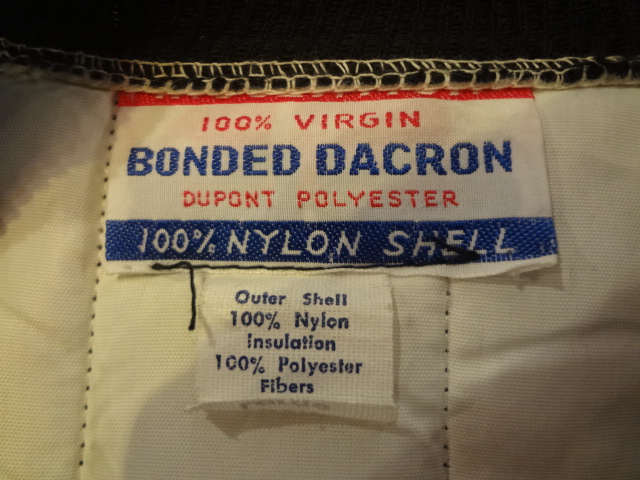 100% VIRGIN
BONDED DACRON
DUPONT POLYESTER
100% NYLON SHELL
Outer Shell
100% Nylon
Insulation
100% Polyester
Fibers